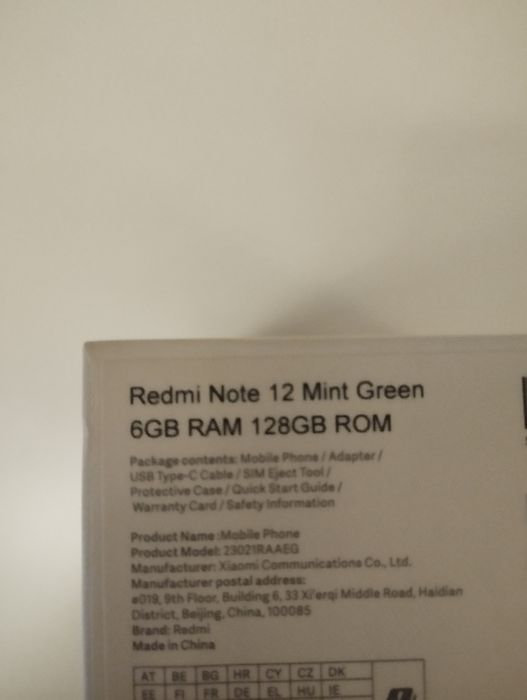 Redmi Note 12 Mint Green
6GB RAM 128GB ROM
Package contents: Mobile Phone / Adapter /
USB Type-C Cable / SIM Eject Tool /
Protective Case / Quick Start Guide /
Warranty Card / Safety Information
Product Name :Mobile Phone
Product Model: 23021RAAEG
Manufacturer: Xiaomi Communications Co., Ltd.
Manufacturer postal address:
#019, 9th Floor, Building 6, 33 Xi'erqi Middle Road, Haidian
District, Beijing, China, 100085
Brand: Redmi
Made in China
AT BE BG HR CY CZ DK
EE FI FR DE EL HU IE